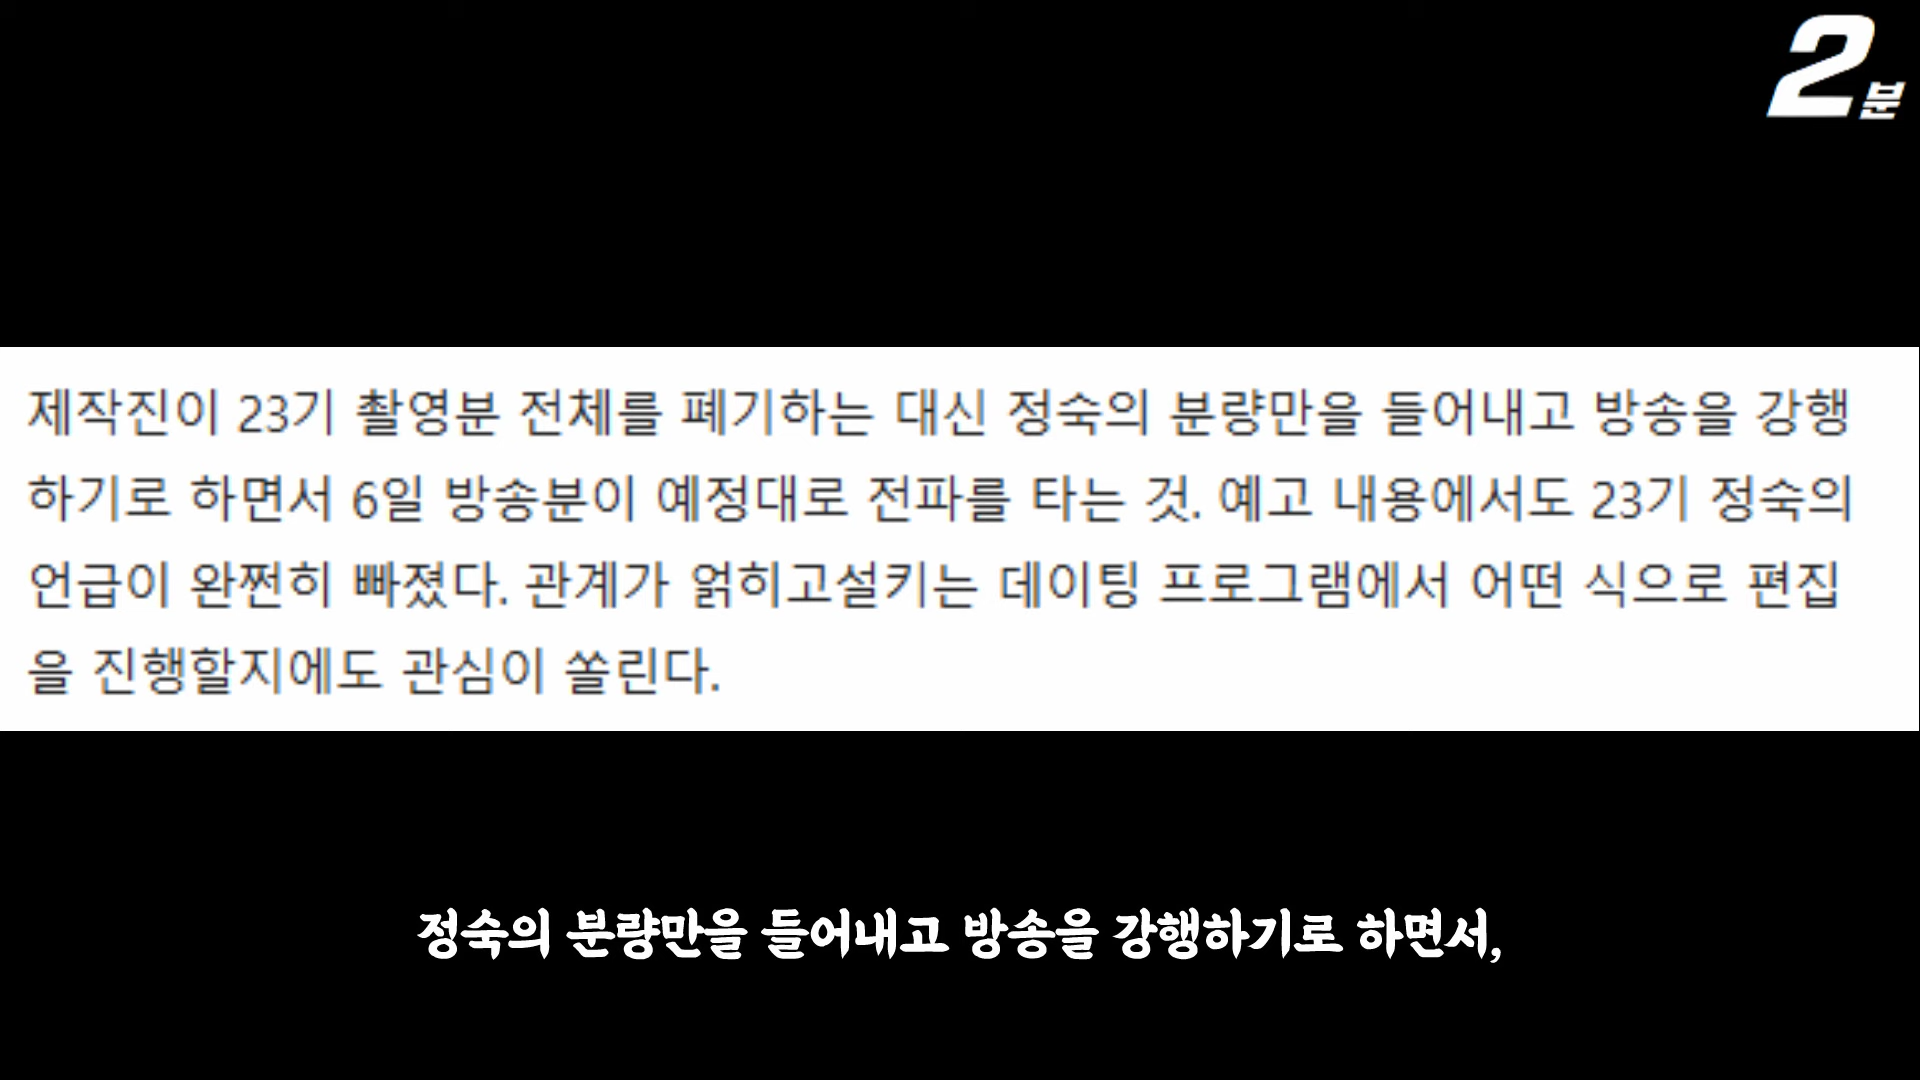 2분
제작진이 23기 촬영분 전체를 폐기하는 대신 정숙의 분량만을 들어내고 방송을 강행
하기로 하면서 6일 방송분이 예정대로 전파를 타는 것. 예고 내용에서도 23기 정숙의
언급이 완쩐히 빠졌다. 관계가 얽히고설키는 데이팅 프로그램에서 어떤 식으로 편집
을 진행할지에도 관심이 쏠린다.
정숙의 분량만을 들어내고 방송을 강행하기로 하면서,